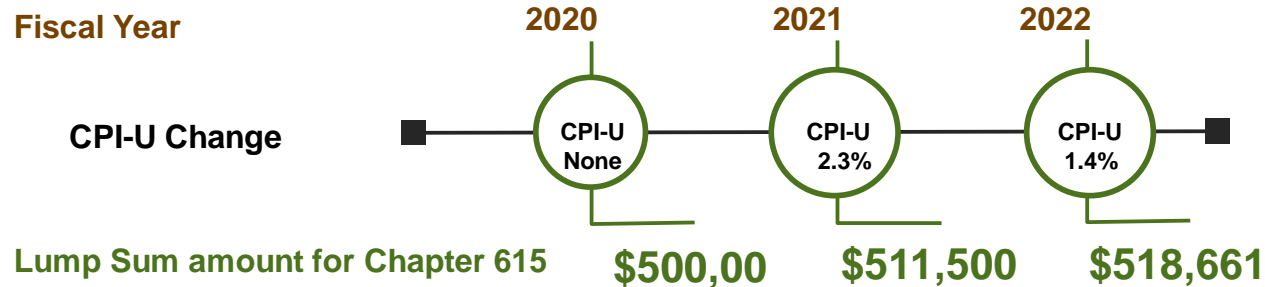 Fiscal Year 2020 2021 2022
CPI-U Change
CPI-U
None
CPI-U
2.3%
CPI-U
1.4%
Lump Sum amount for Chapter 615 $500,00 $511,500 $518,661